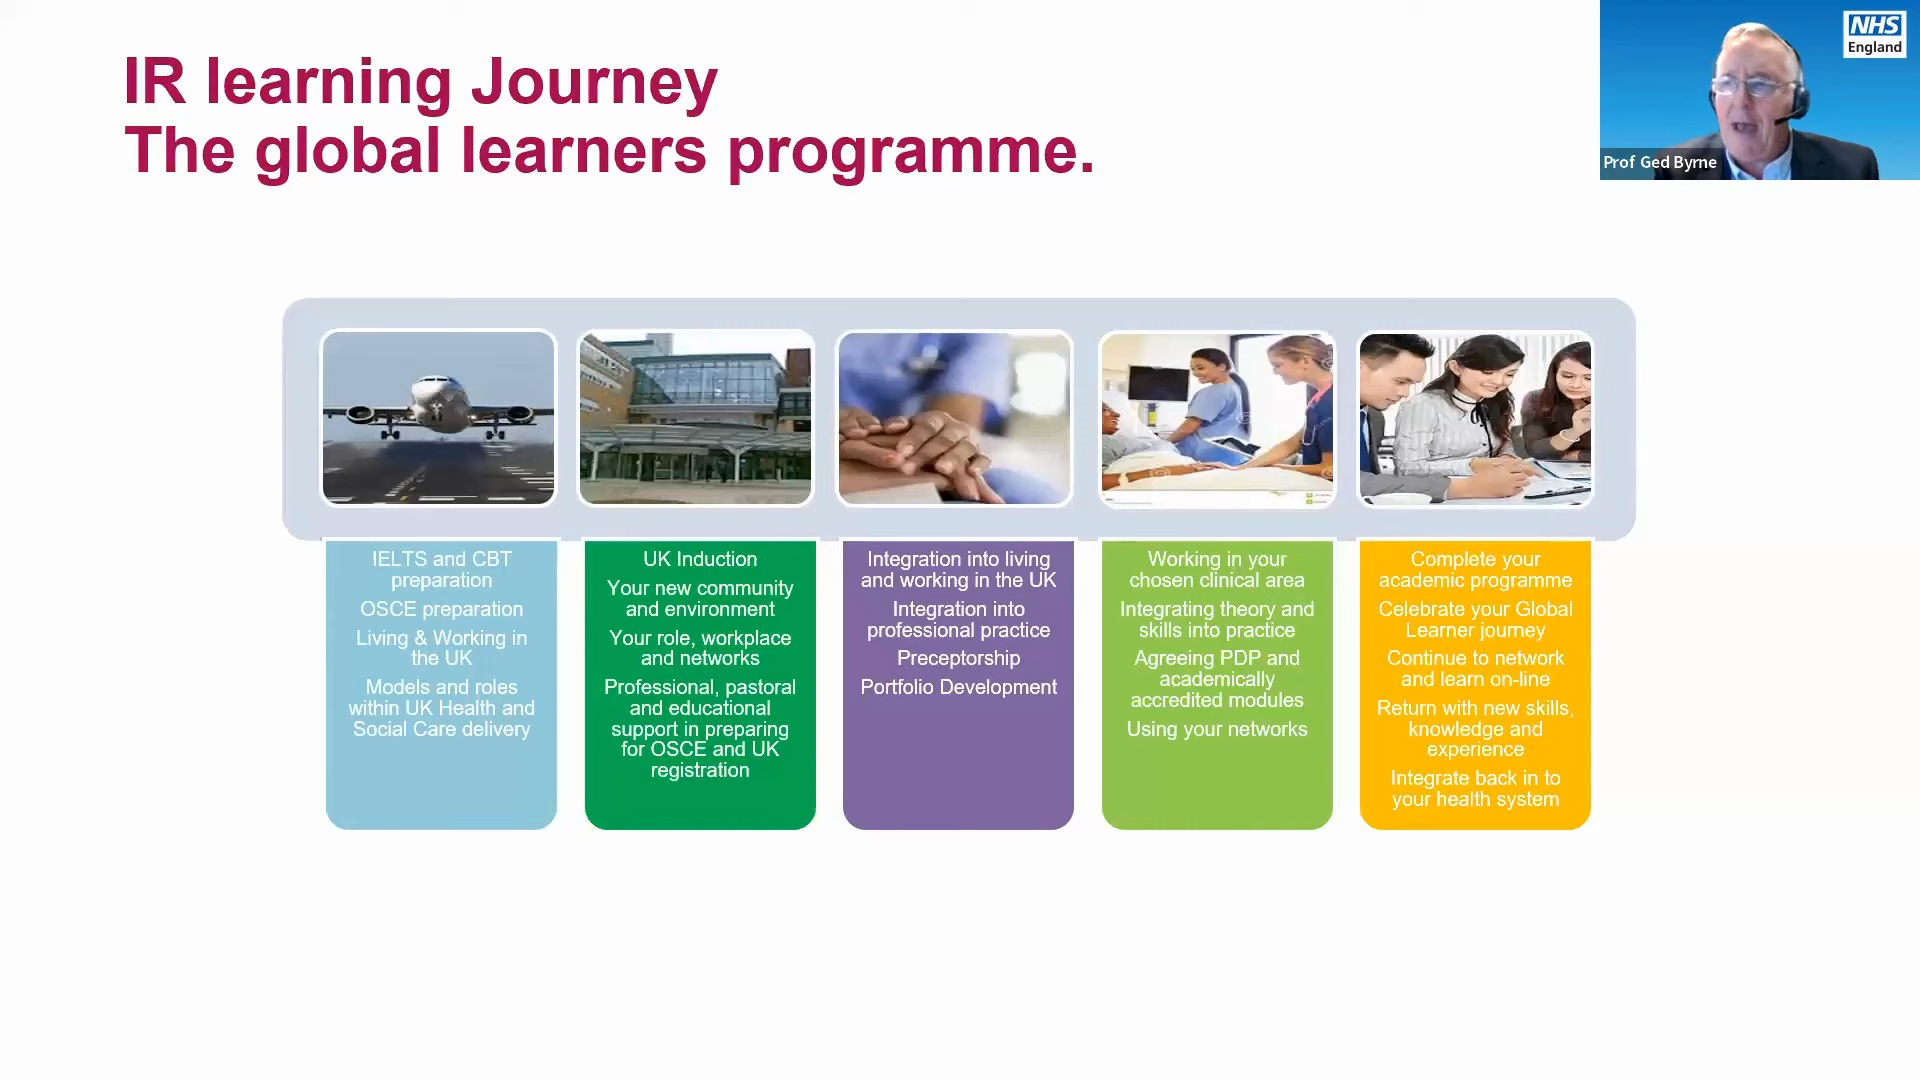 IR learning Journey
The global learners programme.
NHS
England
Prof Ged Byrne
IELTS and CBT
preparation
OSCE preparation
Living & Working in
the UK
Models and roles
within UK Health and
Social Care delivery
UK Induction
Your new community
and environment
Your role, workplace
and networks
Professional, pastoral
and educational
support in preparing
for OSCE and UK
registration
Integration into living
and working in the UK
Integration into
professional practice
Preceptorship
Portfolio Development
Working in your
chosen clinical area
Integrating theory and
skills into practice
Agreeing PDP and
academically
accredited modules
Using your networks
Complete your
academic programme
Celebrate your Global
Learner journey
Continue to network
and learn on-line
Return with new skills,
knowledge and
experience
Integrate back in to
your health system